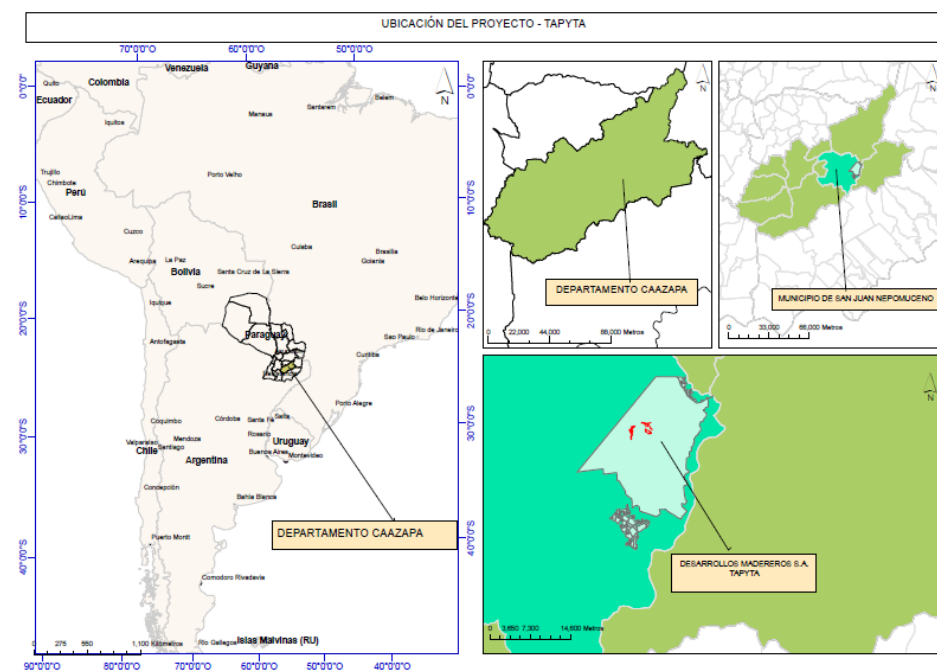 UBICACIÓN DEL PROYECTO - TAPYTA
70°0'0"O 60°0'0"O 50°0'0"O
Venezuela Guyana
Colombia
Quito
Ecuador
Belem
Santarem
Manaus
Iquitos
Trujillo
Chimbote
Porto Velho
Perú
Brasil
CallaoLima
Cuzco
Cuiaba
Brasilia
Goiania
Arequipa La Paz
Bolivia
Santa Cruz De La Sierra
Sucre
Iquique
Belo Horizonte
Rio de Janeiro
Sao Paulo
Paraguay
Antofagasta
Curitiba
Porto Alegre
Coquimbo
Córdoba
Santa Fe
Salta
Rosario
Mendoza
Valparaiso
Santiago
Chile
Uruguay
Buenos Aires
Montevideo
Argentina
Concepción
Bahia Blanca
DEPARTAMENTO CAAZAPA
Puerto Montt
Comodoro Rivadavia
Río Gallegos
Islas Malvinas (RU)
0 275 550 1,100 Kilómetros
90°0'0"O 80°0'0"O 70°0'0"O 60°0'0"O 50°0'0"O 40°0'0"O
0°0'0"
10°0'0"S
20°0'0"S
30°0'0"S
40°0'0"S
N
DEPARTAMENTO CAAZAPA
0 22,000 44,000 88,000 Metros
N
MUNICIPIO DE SAN JUAN NEPOMUCENO
0 33,000 66,000 Metros
N
DESARROLLOS MADEREROS S.A.
TAPYTA
0 3,650 7,300 14,600 Metros
N